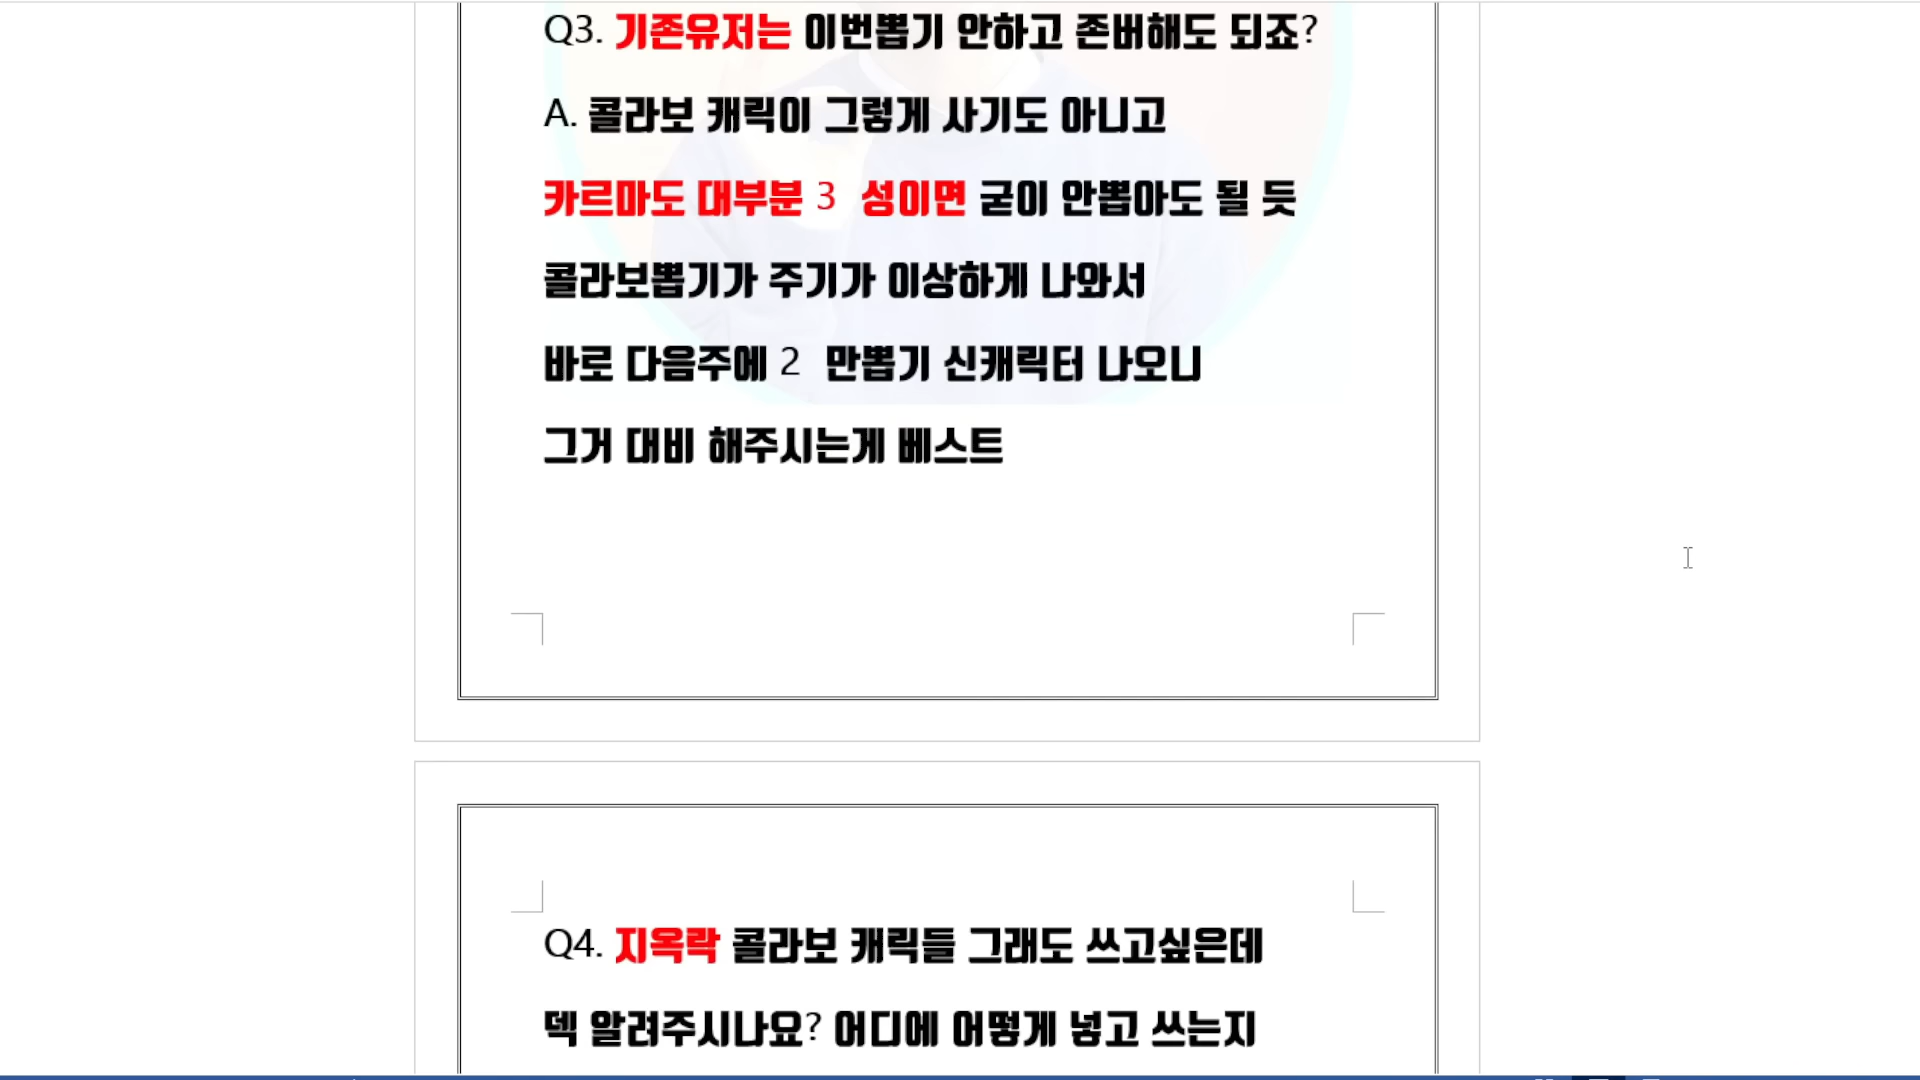 Q3. 기존유저는 이번뽑기 안하고 존버해도 되죠?
A. 콜라보 캐릭이 그렇게 사기도 아니고
카르마도 대부분 3 성이면 굳이 안뽑아도 될 듯
콜라보뽑기가 주기가 이상하게 나와서
바로 다음주에 2 만뽑기 신캐릭터 나오니
그거 대비 해주시는게 베스트
Q4. 지옥락 콜라보 캐릭들 그래도 쓰고싶은데
덱 알려주시나요? 어디에 어떻게 넣고 쓰는지